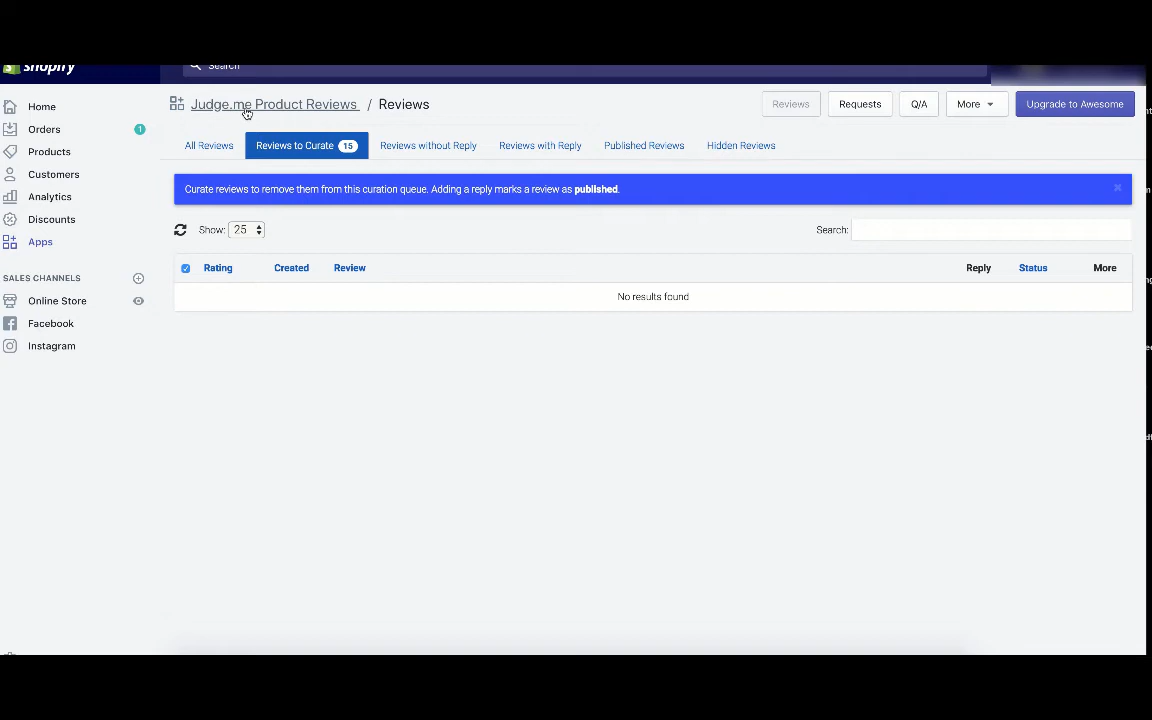 shopify
Search
Judge.me Product Reviews / Reviews
Reviews
Requests
Q/A
More
Upgrade to Awesome
Home
Orders
1
Products
Customers
Analytics
Discounts
Apps
SALES CHANNELS
Online Store
Facebook
Instagram
All Reviews
Reviews to Curate 15
Reviews without Reply
Reviews with Reply
Published Reviews
Hidden Reviews
Curate reviews to remove them from this curation queue. Adding a reply marks a review as published.
Show: 25
Search:
Rating
Created
Review
Reply
Status
More
No results found